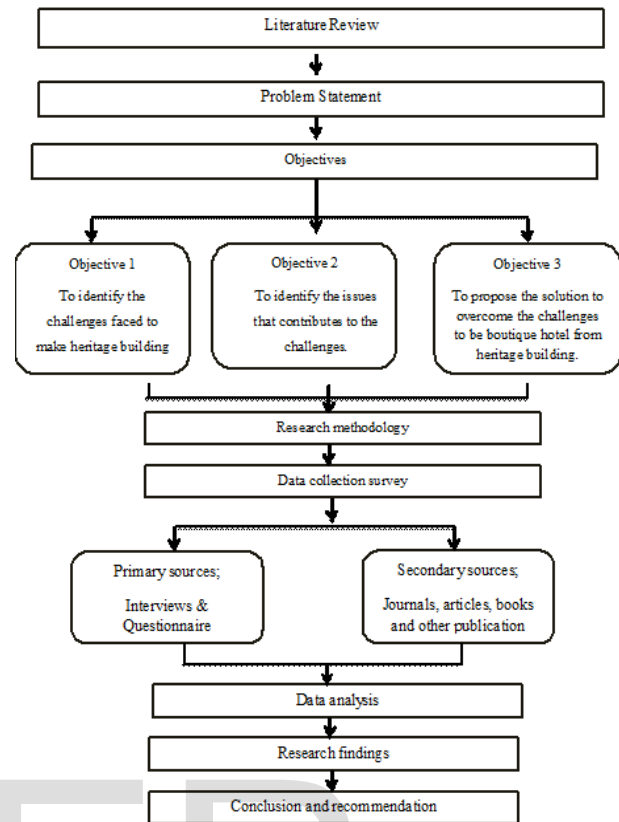 Literature Review
Problem Statement
Objectives
Objective 1
To identify the
challenges faced to
make heritage building
Objective 2
To identify the issues
that contributes to the
challenges.
Objective 3
To propose the solution to
overcome the challenges
to be boutique hotel from
heritage building.
Research methodology
Data collection survey
Primary sources;
Interviews &
Questionnaire
Secondary sources;
Journals, articles, books
and other publication
Data analysis
Research findings
Conclusion and recommendation